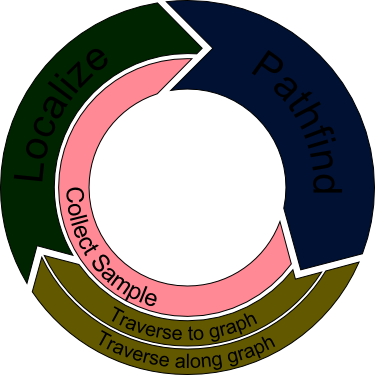 Localize
Pathfind
Collect Sample
Traverse to graph
Traverse along graph